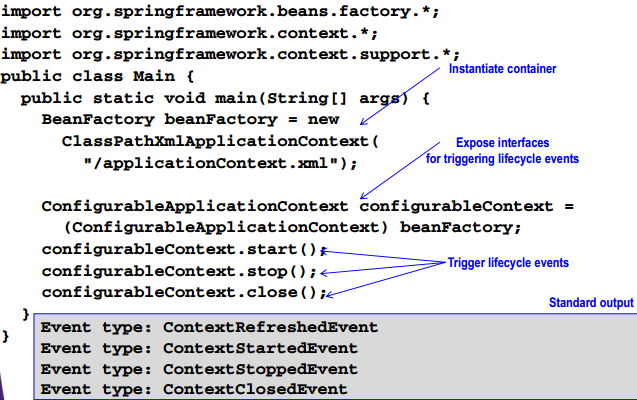 import org.springframework.beans.factory.*;
import org.springframework.context.*;
import org.springframework.context.support.*;
public class Main {
Instantiate container
public static void main(String[] args) {
BeanFactory beanFactory = new
ClassPathXmlApplicationContext(
"/applicationContext.xml");
Expose interfaces
for triggering lifecycle events
ConfigurableApplicationContext configurableContext =
(ConfigurableApplicationContext) beanFactory;
configurableContext.start();
configurableContext.stop();
configurableContext.close();
Trigger lifecycle events
}
}
Standard output
Event type: ContextRefreshedEvent
Event type: ContextStartedEvent
Event type: ContextStoppedEvent
Event type: ContextClosedEvent